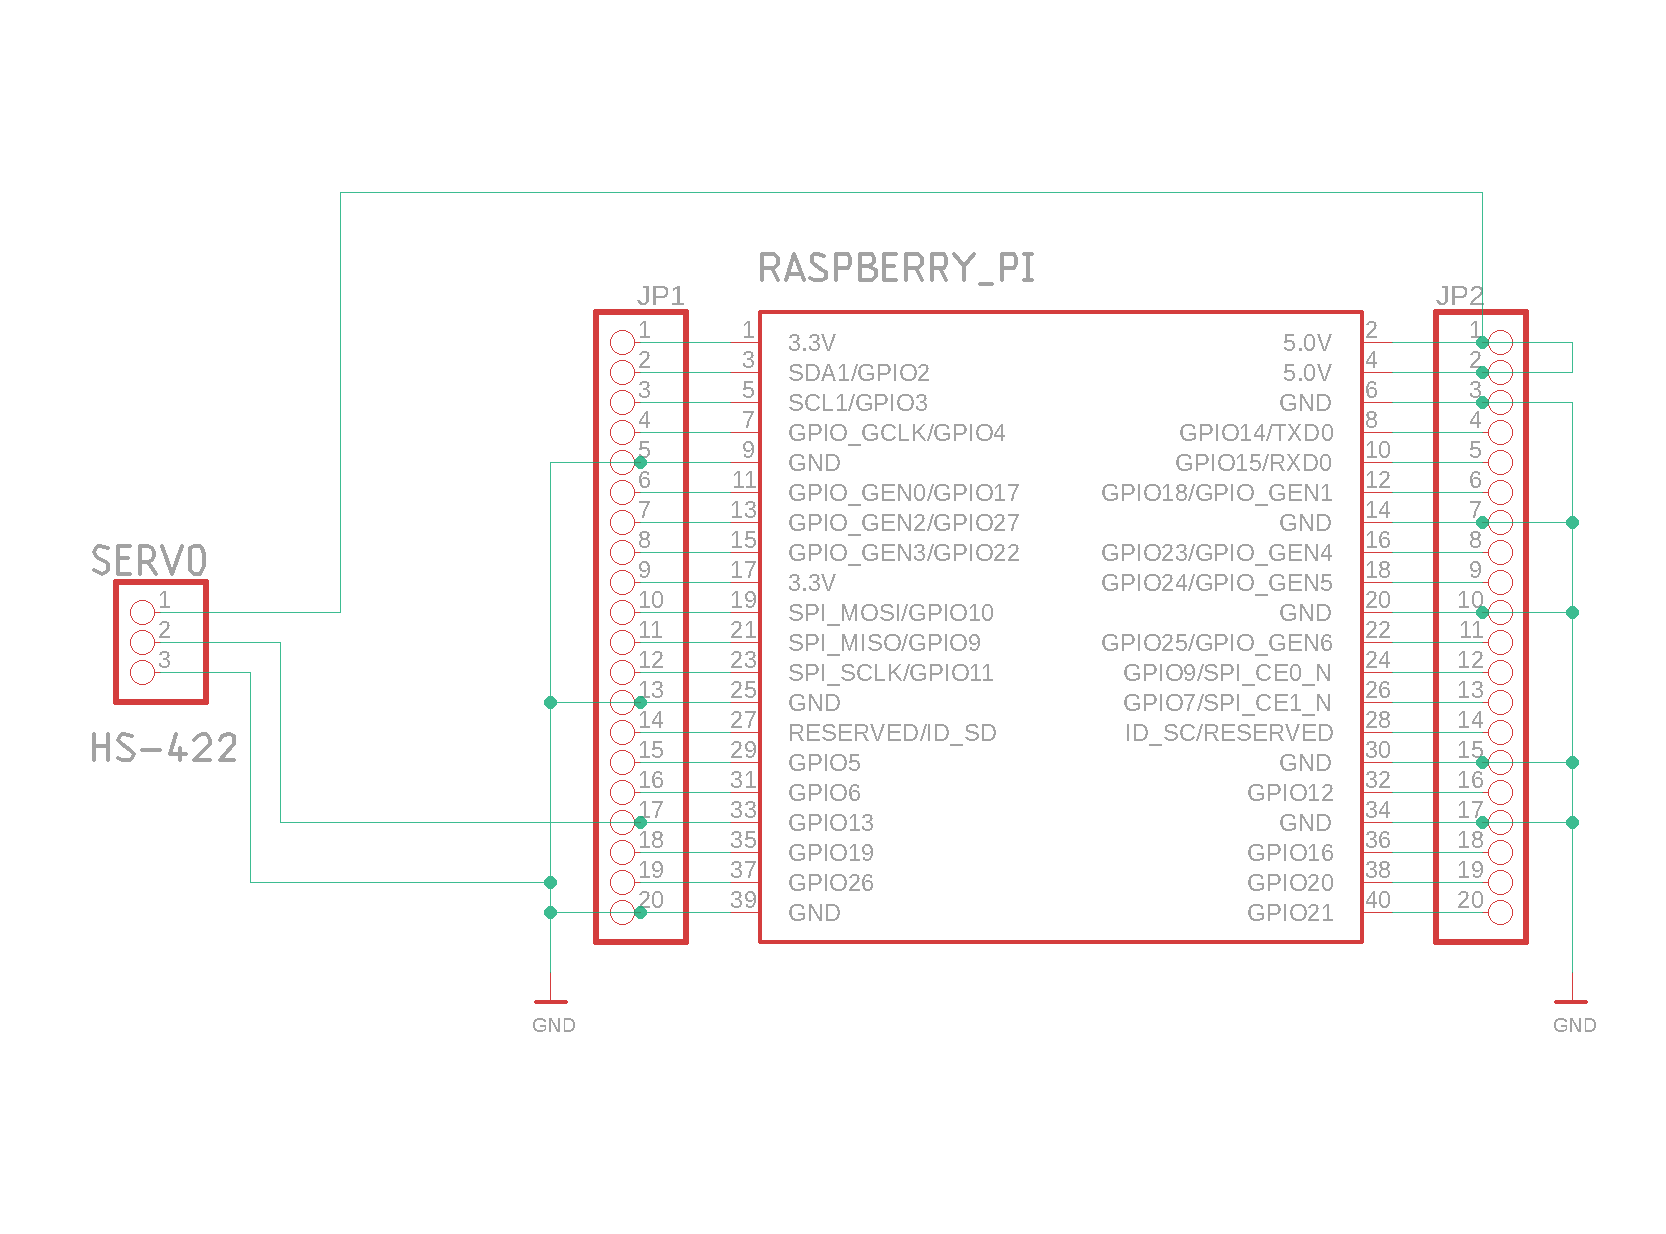 RASPBERRY_PI
JP1
JP2
1 1 3.3V 5.0V 2 1
2 3 SDA1/GPIO2 5.0V 4 2
3 5 SCL1/GPIO3 GND 6 3
4 7 GPIO_GCLK/GPIO4 GPIO14/TXD0 8 4
5 9 GND GPIO15/RXD0 10 5
6 11 GPIO_GEN0/GPIO17 GPIO18/GPIO_GEN1 12 6
7 13 GPIO_GEN2/GPIO27 GND 14 7
8 15 GPIO_GEN3/GPIO22 GPIO23/GPIO_GEN4 16 8
9 17 3.3V GPIO24/GPIO_GEN5 18 9
10 19 SPI_MOSI/GPIO10 GND 20 10
11 21 SPI_MISO/GPIO9 GPIO25/GPIO_GEN6 22 11
12 23 SPI_SCLK/GPIO11 GPIO9/SPI_CE0_N 24 12
13 25 GND GPIO7/SPI_CE1_N 26 13
14 27 RESERVED/ID_SD ID_SC/RESERVED 28 14
15 29 GPIO5 GND 30 15
16 31 GPIO6 GPIO12 32 16
17 33 GPIO13 GND 34 17
18 35 GPIO19 GPIO16 36 18
19 37 GPIO26 GPIO20 38 19
20 39 GND GPIO21 40 20
SERVO
1
2
3
HS-422
GND
GND